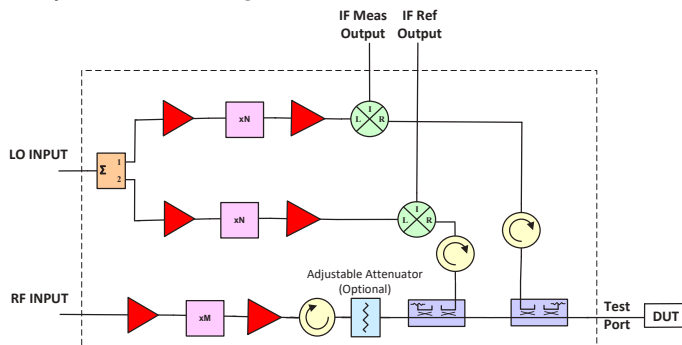 IF Meas
Output
IF Ref
Output
LO INPUT
Σ
1
2
xN
I
L
R
xN
I
L
R
Adjustable Attenuator
(Optional)
RF INPUT
xM
Test
Port
DUT